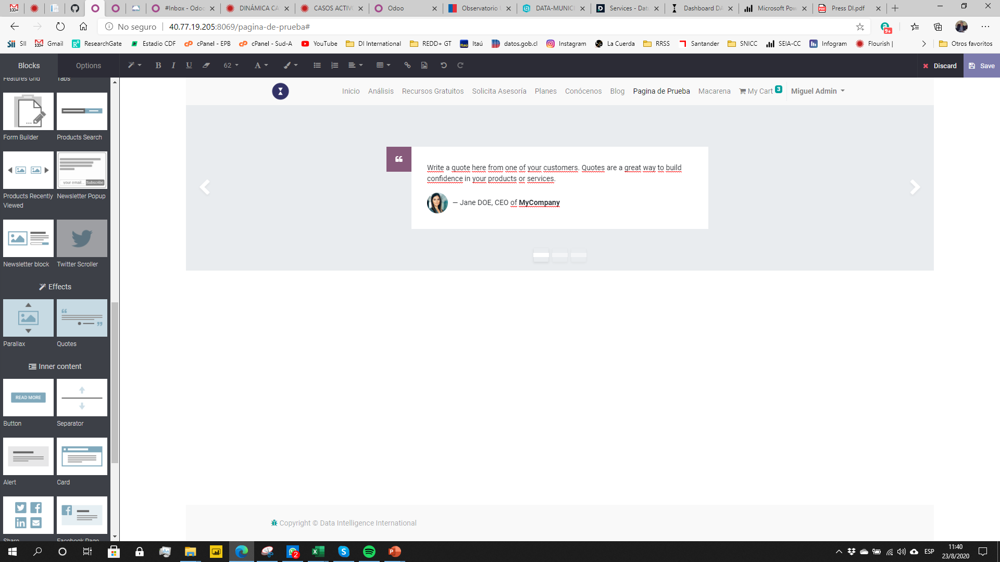 #Inbox - Odoo
DINÁMICA CA
CASOS ACTIV
Odoo
Observatorio
DATA-MUNICI
Services - Dat
Dashboard DA
Microsoft Pow
Press DI.pdf
No seguro
40.77.19.205:8069/pagina-de-prueba#
9+
SII
Gmail
ResearchGate
Estadio CDF
cPanel - EPB
cPanel - Sud-A
YouTube
DI International
REDD+ GT
Itaú
datos.gob.cl
Instagram
La Cuerda
RRSS
Santander
SNICC
SEIA-CC
Infogram
Flourish |
Otros favoritos
Blocks
Options
B I U
62
A
Discard
Save
Features Grid
Tabs
Form Builder
Products Search
your email...
Subscribe
Products Recently
Viewed
Newsletter Popup
Newsletter block
Twitter Scroller
Effects
Parallax
Quotes
Inner content
READ MORE
Button
Separator
Alert
Card
Share
Facebook Page
Inicio
Análisis
Recursos Gratuitos
Solicita Asesoría
Planes
Conócenos
Blog
Pagina de Prueba
Macarena
My Cart 3
Miguel Admin
Write a quote here from one of your customers. Quotes are a great way to build
confidence in your products or services.
— Jane DOE, CEO of MyCompany
Copyright © Data Intelligence International
2
ESP
11:40
23/8/2020